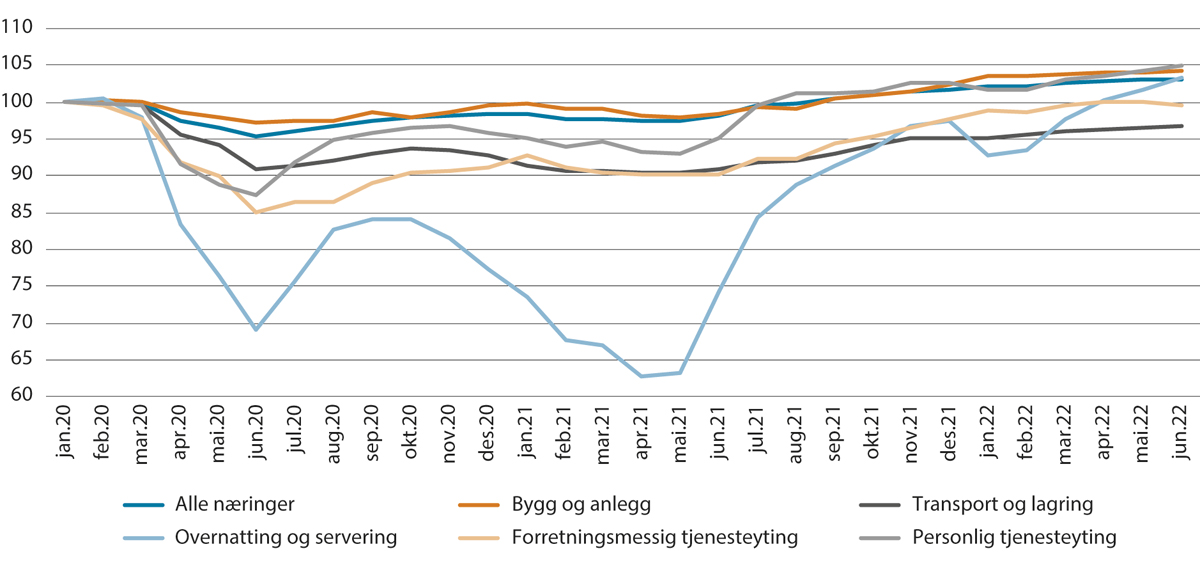 110
105
100
95
90
85
80
75
70
65
60
jan.20
feb.20
mar.20
apr.20
mai.20
jun.20
jul.20
aug.20
sep.20
okt.20
nov.20
des.20
jan.21
feb.21
mar.21
apr.21
mai.21
jun.21
jul.21
aug.21
sep.21
okt.21
nov.21
des.21
jan.22
feb.22
mar.22
apr.22
mai.22
jun.22
Alle næringer
Bygg og anlegg
Transport og lagring
Overnatting og servering
Forretningsmessig tjenesteyting
Personlig tjenesteyting